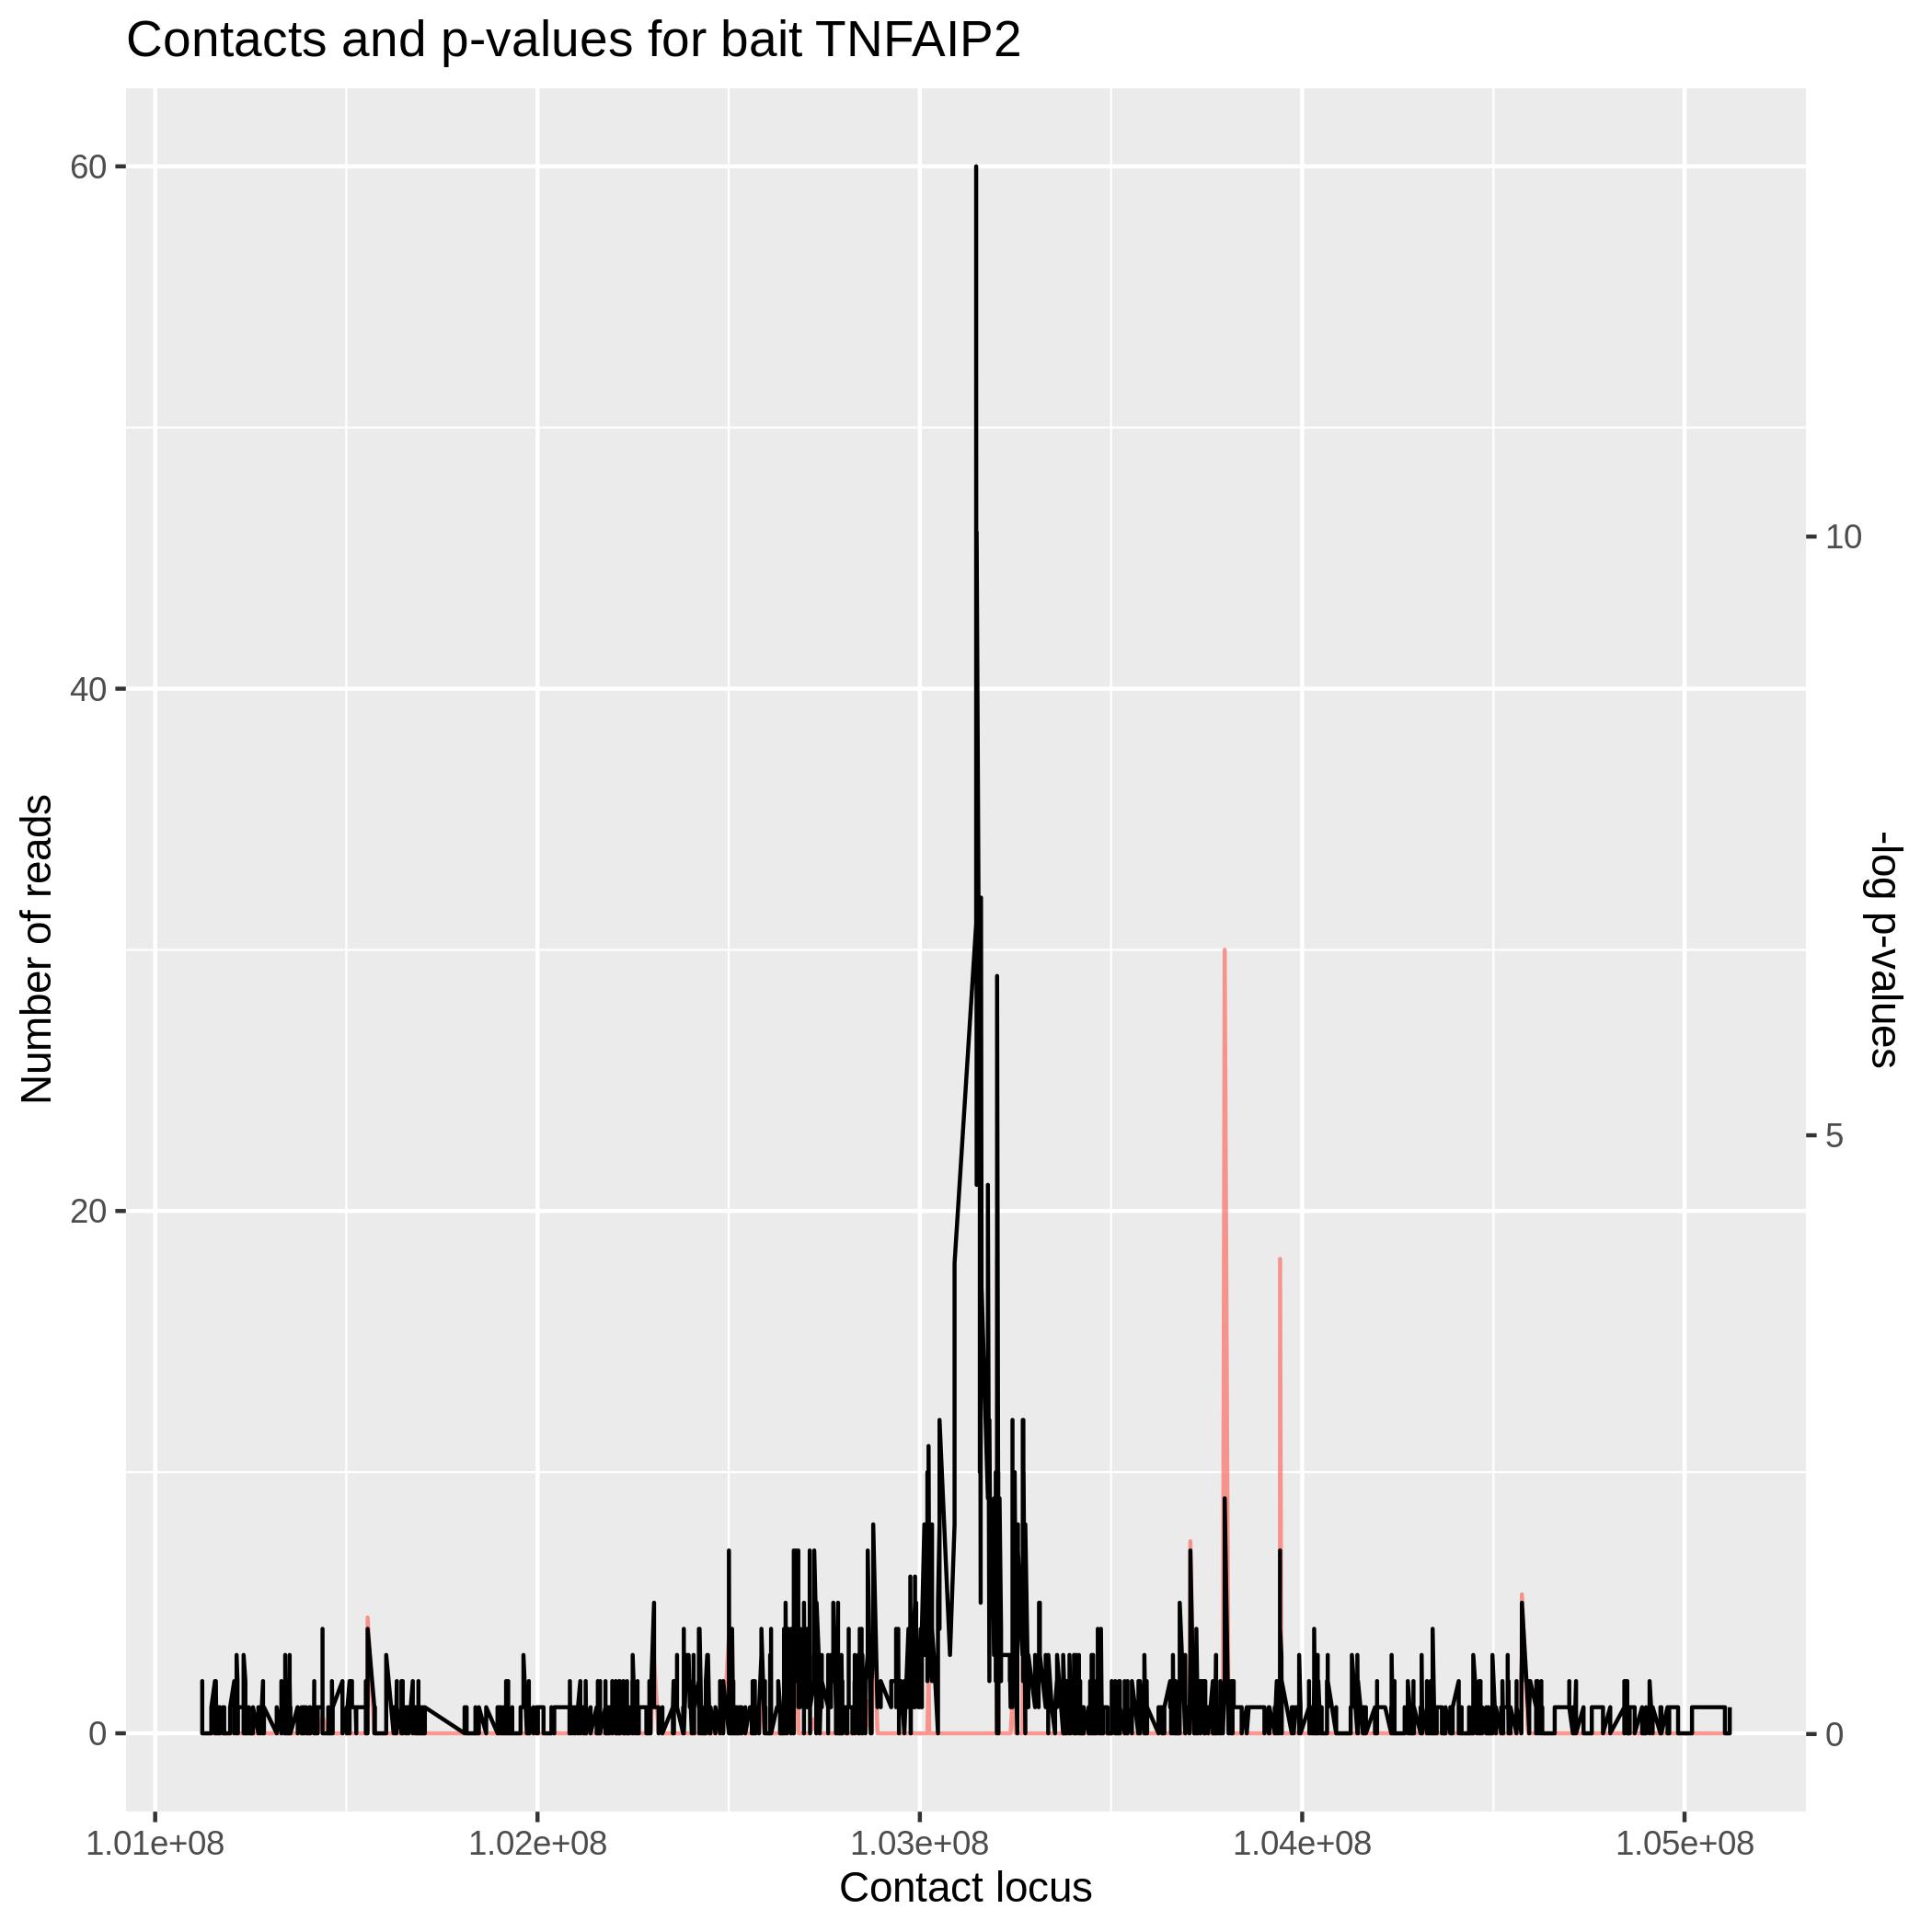 Contacts and p-values for bait TNFAIP2
60
40
20
0
Number of reads
10
5
0
-log p-values
1.01e+08
1.02e+08
1.03e+08
1.04e+08
1.05e+08
Contact locus